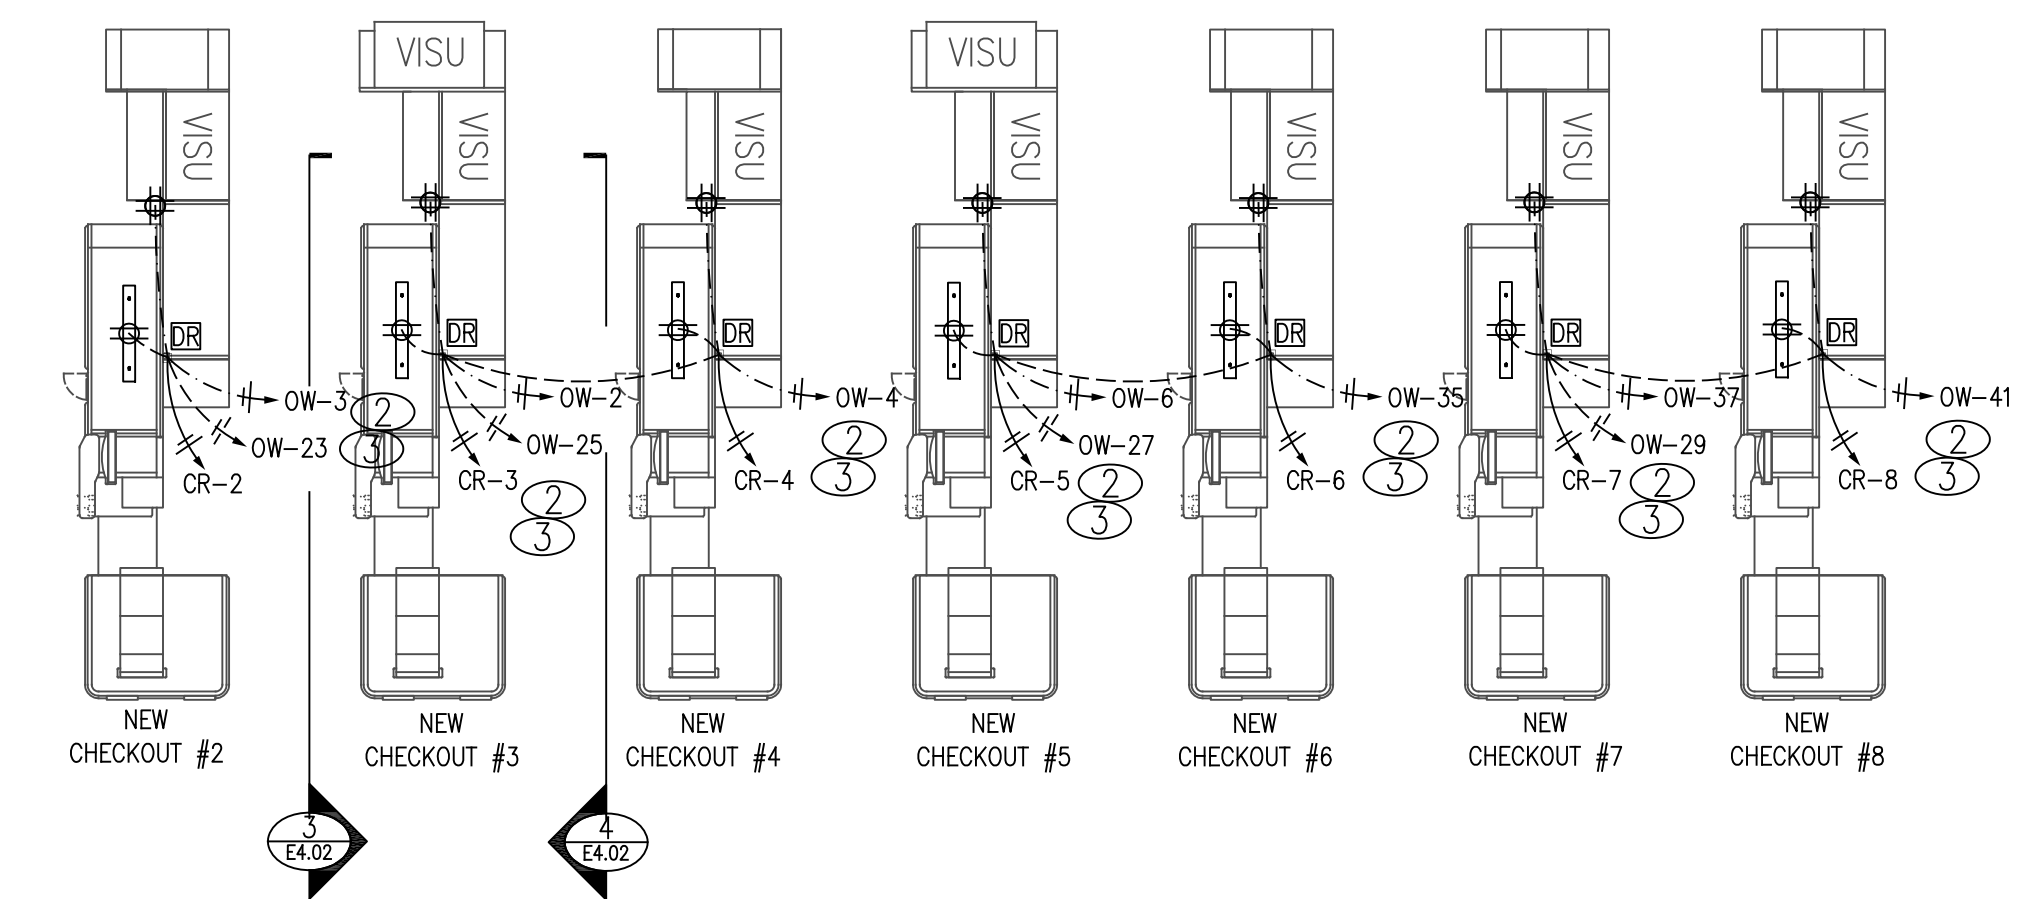 VISU
VISU
VISU
VISU
VISU
VISU
VISU
VISU
VISU
DR
DR
DR
DR
DR
DR
DR
OW-3
2
3
OW-23
CR-2
OW-2
OW-25
CR-3
2
3
OW-4
2
3
CR-4
OW-6
OW-27
CR-5
2
3
OW-35
2
3
CR-6
OW-37
OW-29
CR-7
2
3
OW-41
2
3
CR-8
NEW
CHECKOUT #2
NEW
CHECKOUT #3
NEW
CHECKOUT #4
NEW
CHECKOUT #5
NEW
CHECKOUT #6
NEW
CHECKOUT #7
NEW
CHECKOUT #8
3
E4.02
4
E4.02